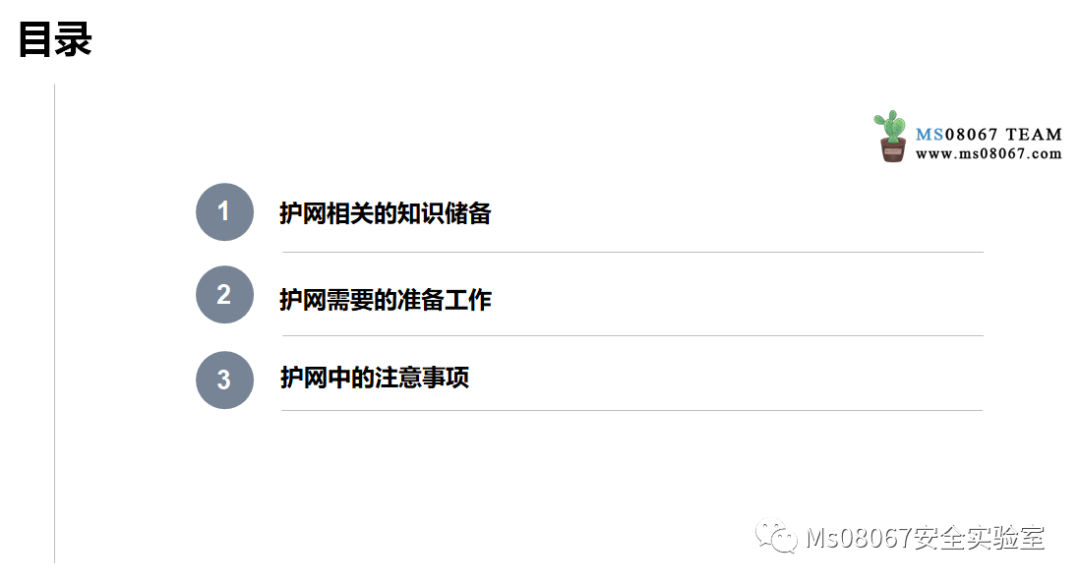 目录
MS08067 TEAM
www.ms08067.com
1 护网相关的知识储备
2 护网需要的准备工作
3 护网中的注意事项
Ms08067安全实验室